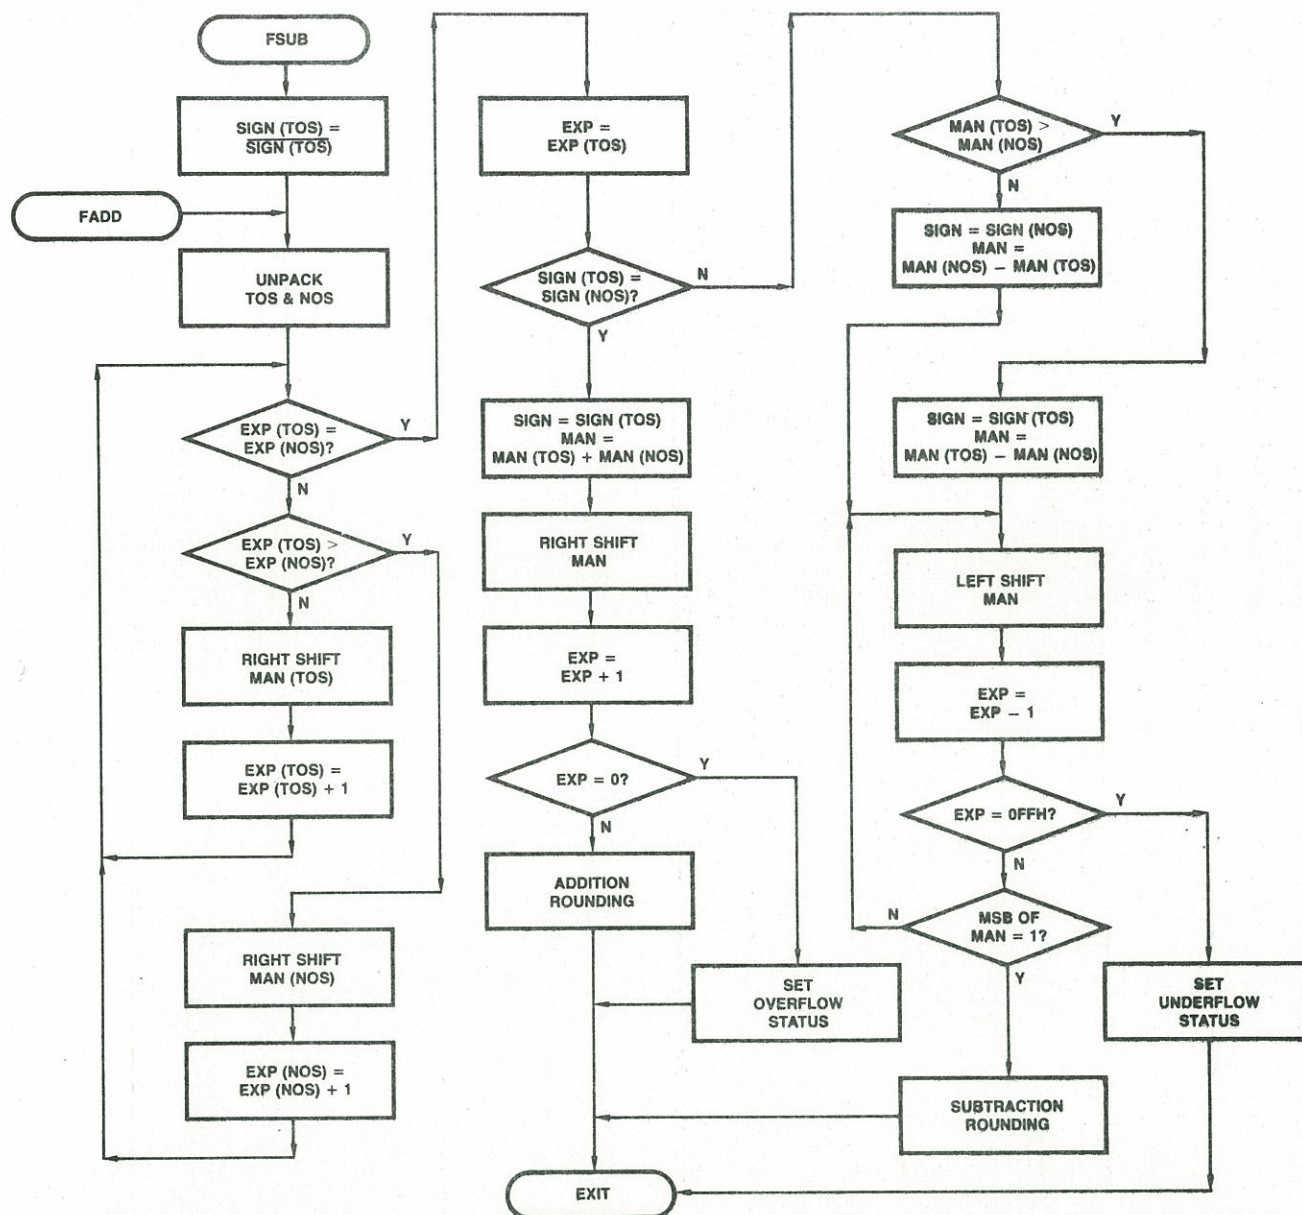 FSUB
SIGN (TOS) =
SIGN (TOS)
FADD
UNPACK
TOS & NOS
EXP (TOS) =
EXP (NOS)?
Y
N
EXP (TOS) >
EXP (NOS)?
Y
N
RIGHT SHIFT
MAN (TOS)
EXP (TOS) =
EXP (TOS) + 1
RIGHT SHIFT
MAN (NOS)
EXP (NOS) =
EXP (NOS) + 1
EXP =
EXP (TOS)
SIGN (TOS) =
SIGN (NOS)?
N
Y
SIGN = SIGN (TOS)
MAN =
MAN (TOS) + MAN (NOS)
RIGHT SHIFT
MAN
EXP =
EXP + 1
EXP = 0?
Y
N
ADDITION
ROUNDING
SET
OVERFLOW
STATUS
MAN (TOS) >
MAN (NOS)
Y
N
SIGN = SIGN (NOS)
MAN =
MAN (NOS) − MAN (TOS)
SIGN = SIGN (TOS)
MAN =
MAN (TOS) − MAN (NOS)
LEFT SHIFT
MAN
EXP =
EXP − 1
EXP = 0FFH?
Y
N
MSB OF
MAN = 1?
N
Y
SET
UNDERFLOW
STATUS
SUBTRACTION
ROUNDING
EXIT